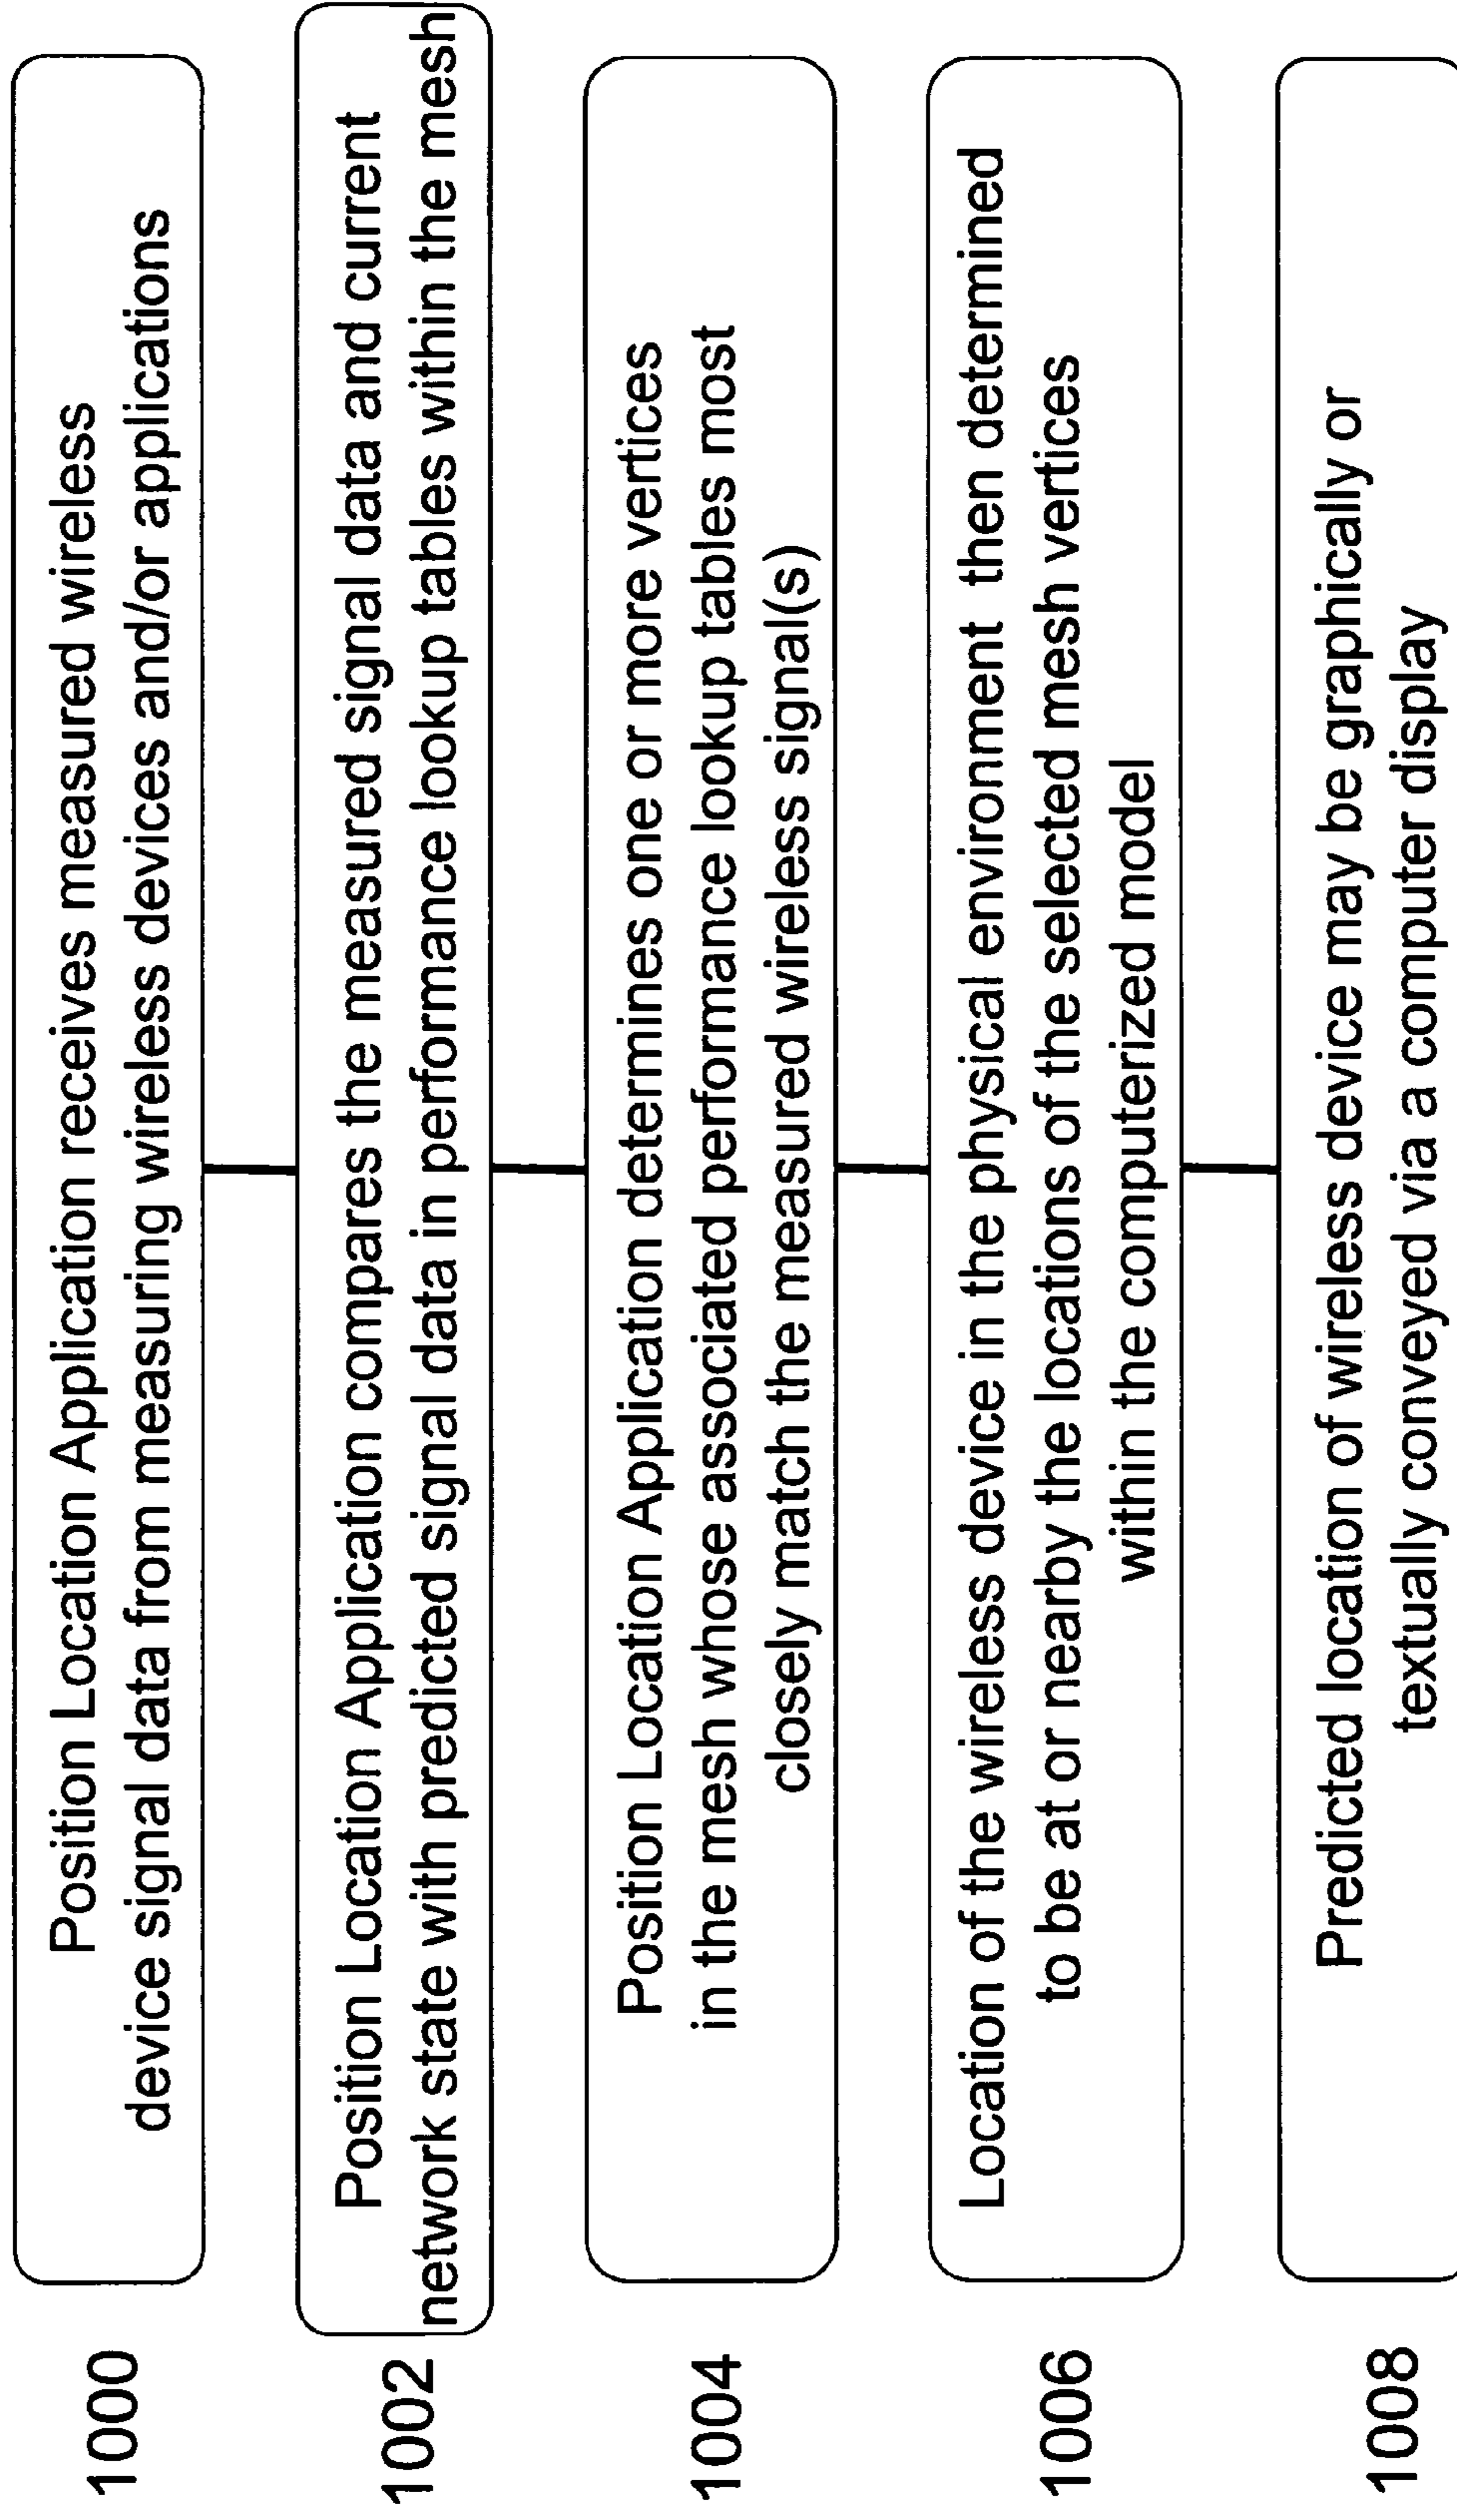 1000
Position Location Application receives measured wireless
device signal data from measuring wireless devices and/or applications
1002
Position Location Application compares the measured signal data and current
network state with predicted signal data in performance lookup tables within the mesh
1004
Position Location Application determines one or more vertices
in the mesh whose associated performance lookup tables most
closely match the measured wireless signal(s)
1006
Location of the wireless device in the physical environment then determined
to be at or nearby the locations of the selected mesh vertices
within the computerized model
1008
Predicted location of wireless device may be graphically or
textually conveyed via a computer display